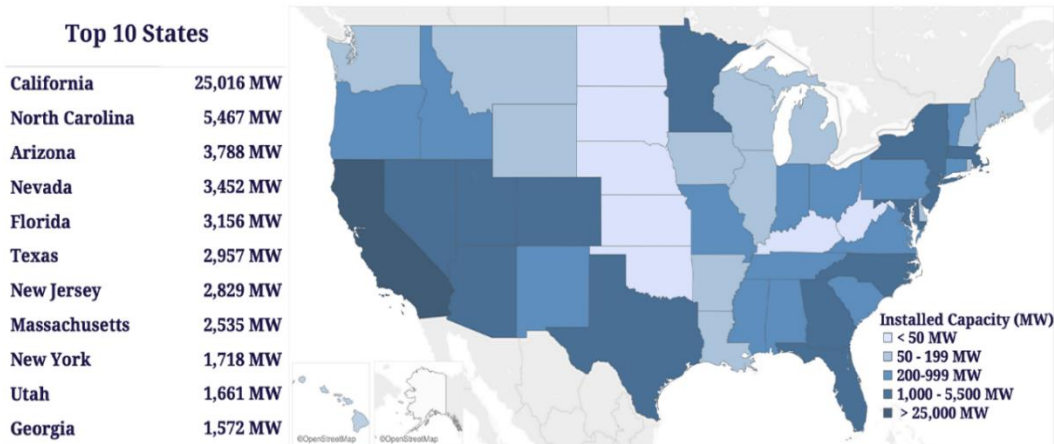 Top 10 States
California 25,016 MW
North Carolina 5,467 MW
Arizona 3,788 MW
Nevada 3,452 MW
Florida 3,156 MW
Texas 2,957 MW
New Jersey 2,829 MW
Massachusetts 2,535 MW
New York 1,718 MW
Utah 1,661 MW
Georgia 1,572 MW
Installed Capacity (MW)
< 50 MW
50 - 199 MW
200-999 MW
1,000 - 5,500 MW
> 25,000 MW
©OpenStreetMap
©OpenStreetMap